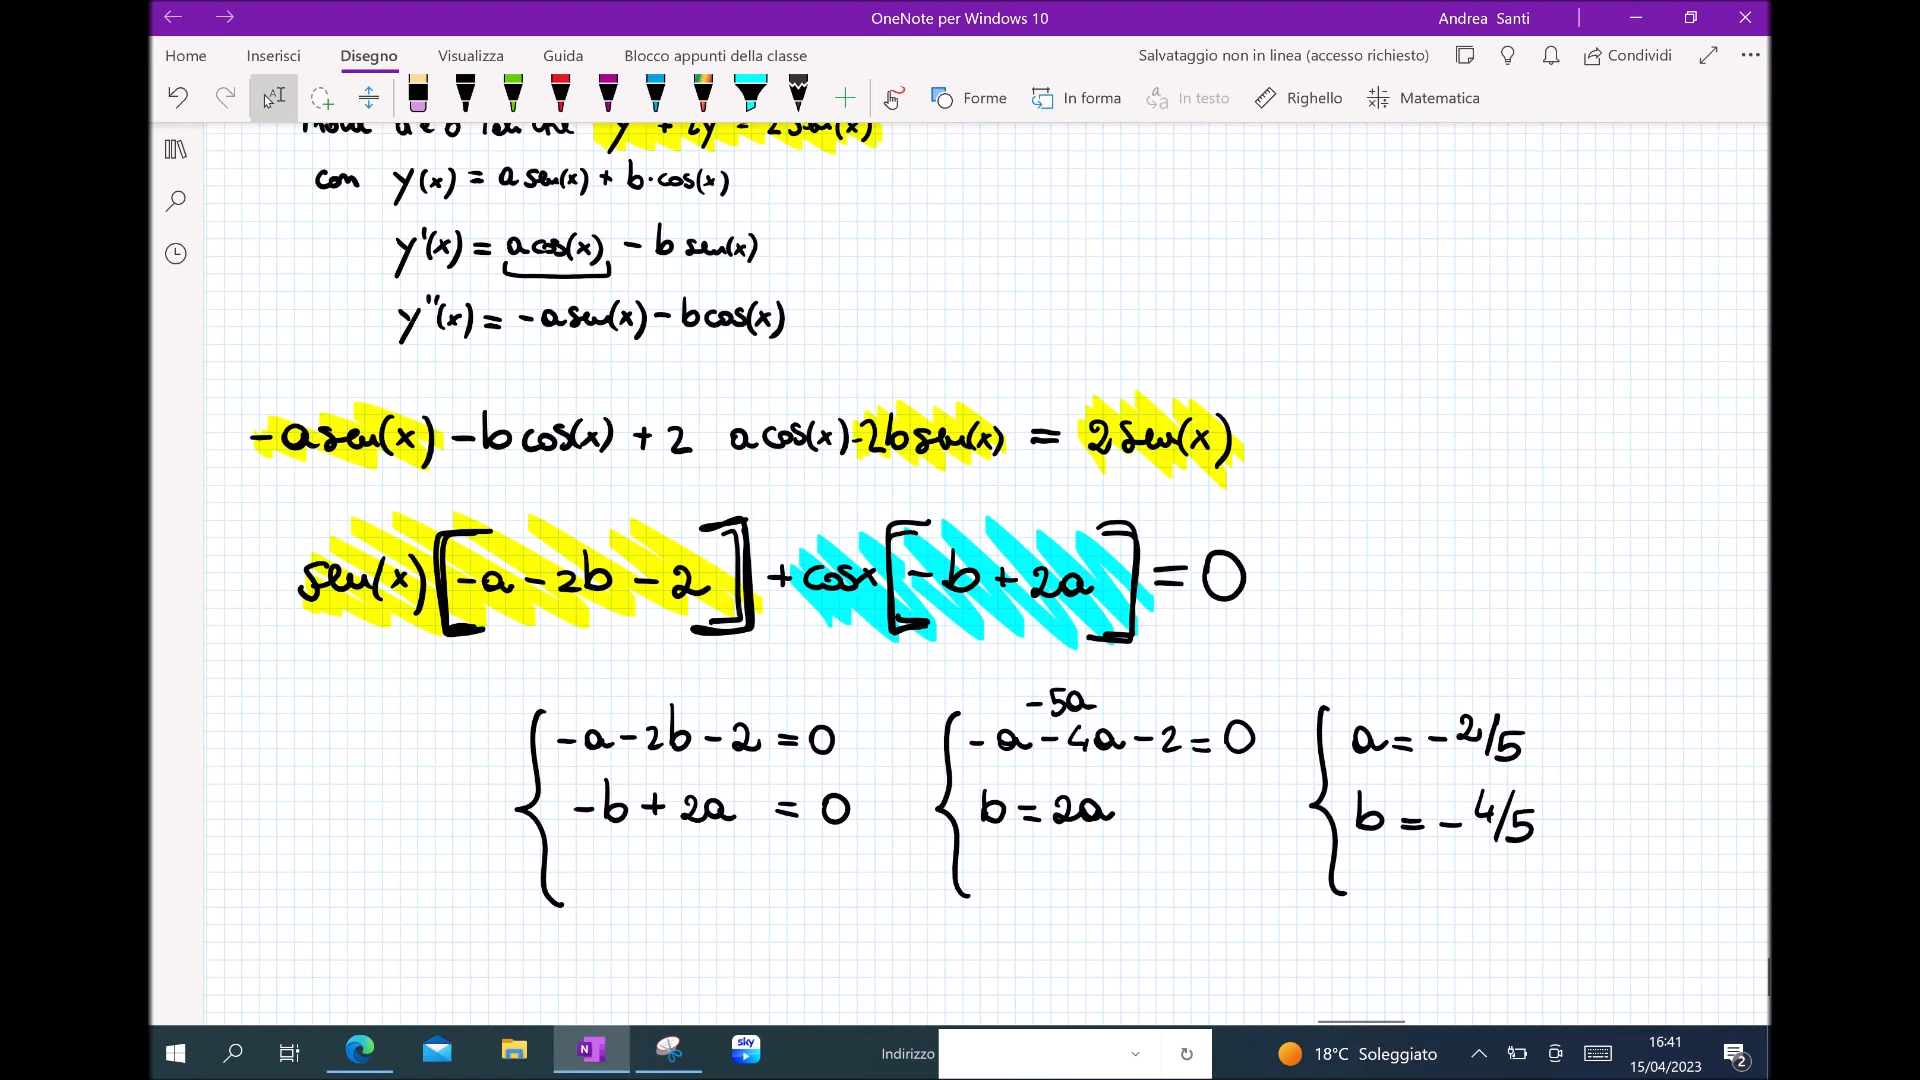 OneNote per Windows 10
Andrea Santi
Home Inserisci Disegno Visualizza Guida Blocco appunti della classe
Salvataggio non in linea (accesso richiesto) Condividi
Forme In forma In testo Righello Matematica
con y(x) = a sen(x) + b·cos(x)
y'(x) = a cos(x) - b sen(x)
y''(x) = -a sen(x) - b cos(x)
-a sen(x) - b cos(x) + 2 a cos(x) -2b sen(x) = 2 sen(x)
sen(x) [-a - 2b - 2] + cosx [-b + 2a] = 0
-5a
{ -a - 2b - 2 = 0 { -a - 4a - 2 = 0 { a = -2/5
-b + 2a = 0 b = 2a b = -4/5
sky
Indirizzo
18°C Soleggiato
16:41
15/04/2023
2